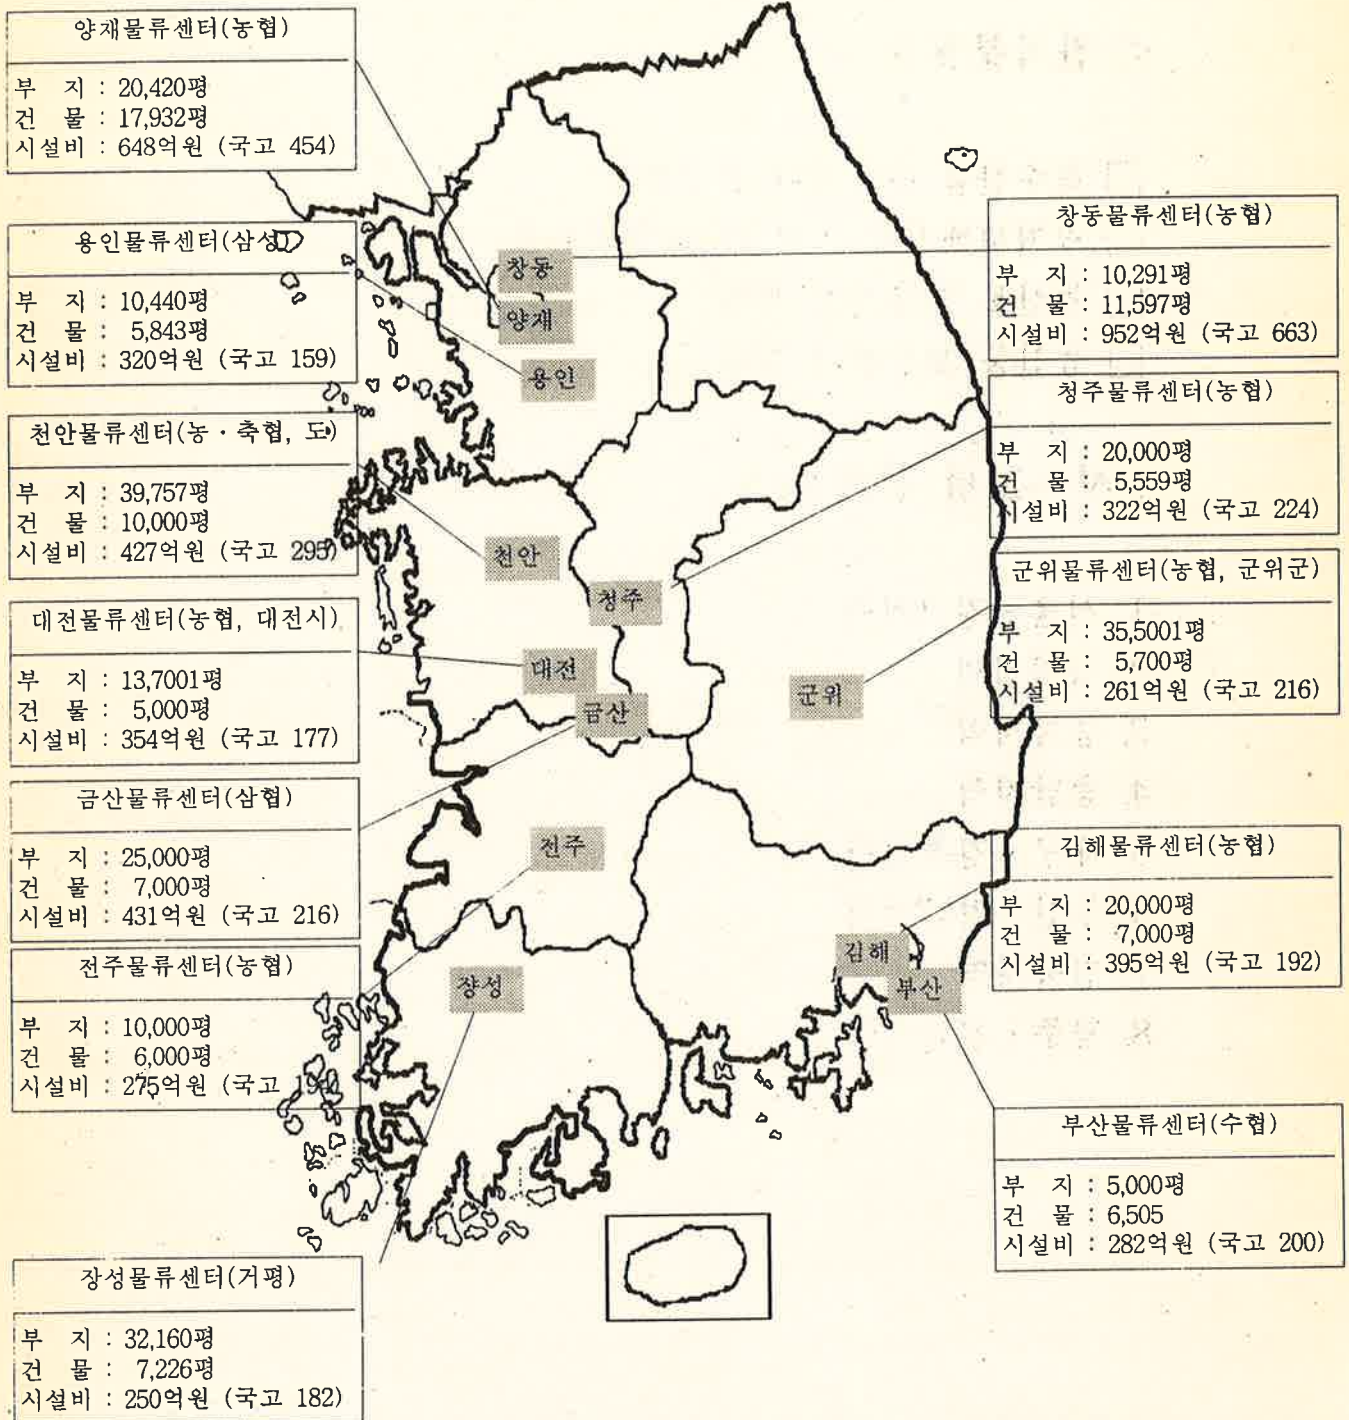 양재물류센터(농협)
부 지 : 20,420평
건 물 : 17,932평
시설비 : 648억원 (국고 454)
용인물류센터(삼성)
부 지 : 10,440평
건 물 : 5,843평
시설비 : 320억원 (국고 159)
천안물류센터(농·축협, 도)
부 지 : 39,757평
건 물 : 10,000평
시설비 : 427억원 (국고 295)
대전물류센터(농협, 대전시)
부 지 : 13,7001평
건 물 : 5,000평
시설비 : 354억원 (국고 177)
금산물류센터(삼협)
부 지 : 25,000평
건 물 : 7,000평
시설비 : 431억원 (국고 216)
전주물류센터(농협)
부 지 : 10,000평
건 물 : 6,000평
시설비 : 275억원 (국고
장성물류센터(거평)
부 지 : 32,160평
건 물 : 7,226평
시설비 : 250억원 (국고 182)
창동
양재
용인
천안
청주
대전
금산
군위
전주
장성
김해
부산
창동물류센터(농협)
부 지 : 10,291평
건 물 : 11,597평
시설비 : 952억원 (국고 663)
청주물류센터(농협)
부 지 : 20,000평
건 물 : 5,559평
시설비 : 322억원 (국고 224)
군위물류센터(농협, 군위군)
부 지 : 35,5001평
건 물 : 5,700평
시설비 : 261억원 (국고 216)
김해물류센터(농협)
부 지 : 20,000평
건 물 : 7,000평
시설비 : 395억원 (국고 192)
부산물류센터(수협)
부 지 : 5,000평
건 물 : 6,505
시설비 : 282억원 (국고 200)